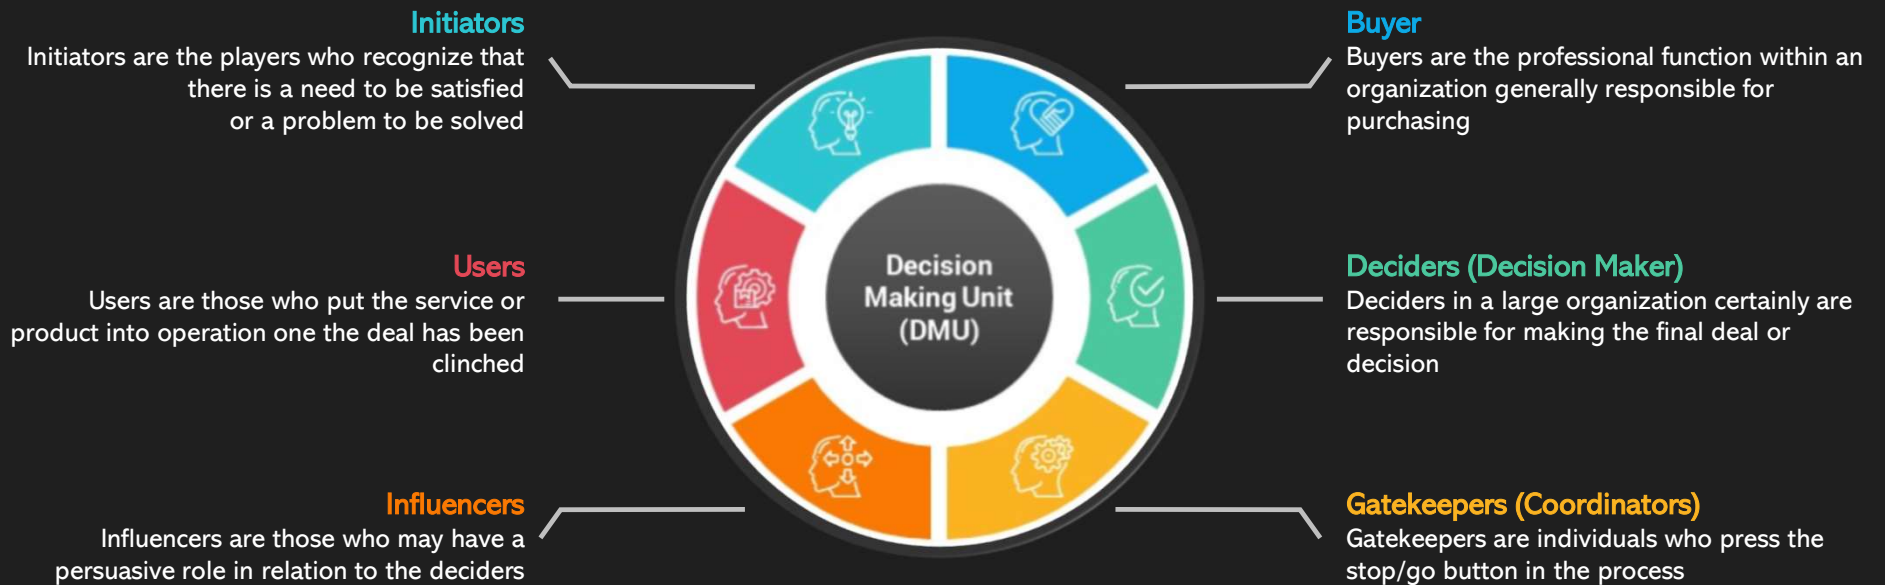 Initiators
Initiators are the players who recognize that
there is a need to be satisfied
or a problem to be solved
Users
Users are those who put the service or
product into operation one the deal has been
clinched
Influencers
Influencers are those who may have a
persuasive role in relation to the deciders
Decision
Making Unit
(DMU)
Buyer
Buyers are the professional function within an
organization generally responsible for
purchasing
Deciders (Decision Maker)
Deciders in a large organization certainly are
responsible for making the final deal or
decision
Gatekeepers (Coordinators)
Gatekeepers are individuals who press the
stop/go button in the process